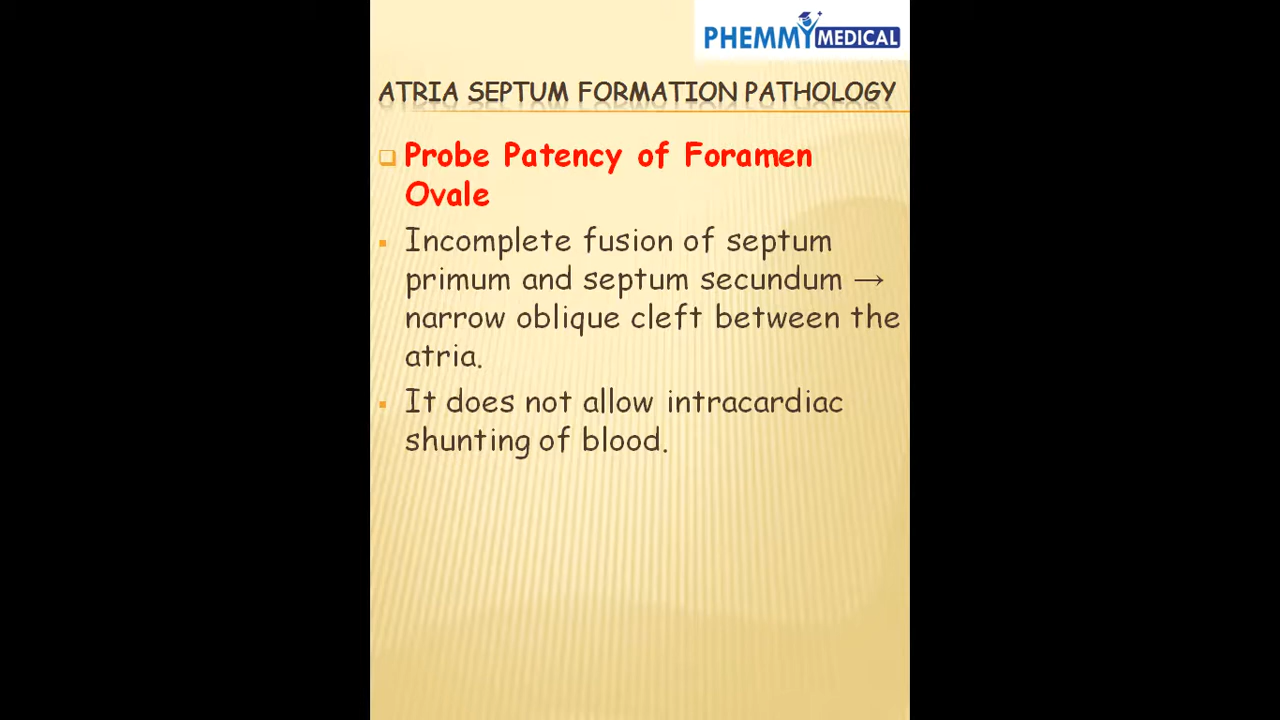 PHEMMY MEDICAL
ATRIA SEPTUM FORMATION PATHOLOGY
Probe Patency of Foramen
Ovale
Incomplete fusion of septum
primum and septum secundum →
narrow oblique cleft between the
atria.
It does not allow intracardiac
shunting of blood.